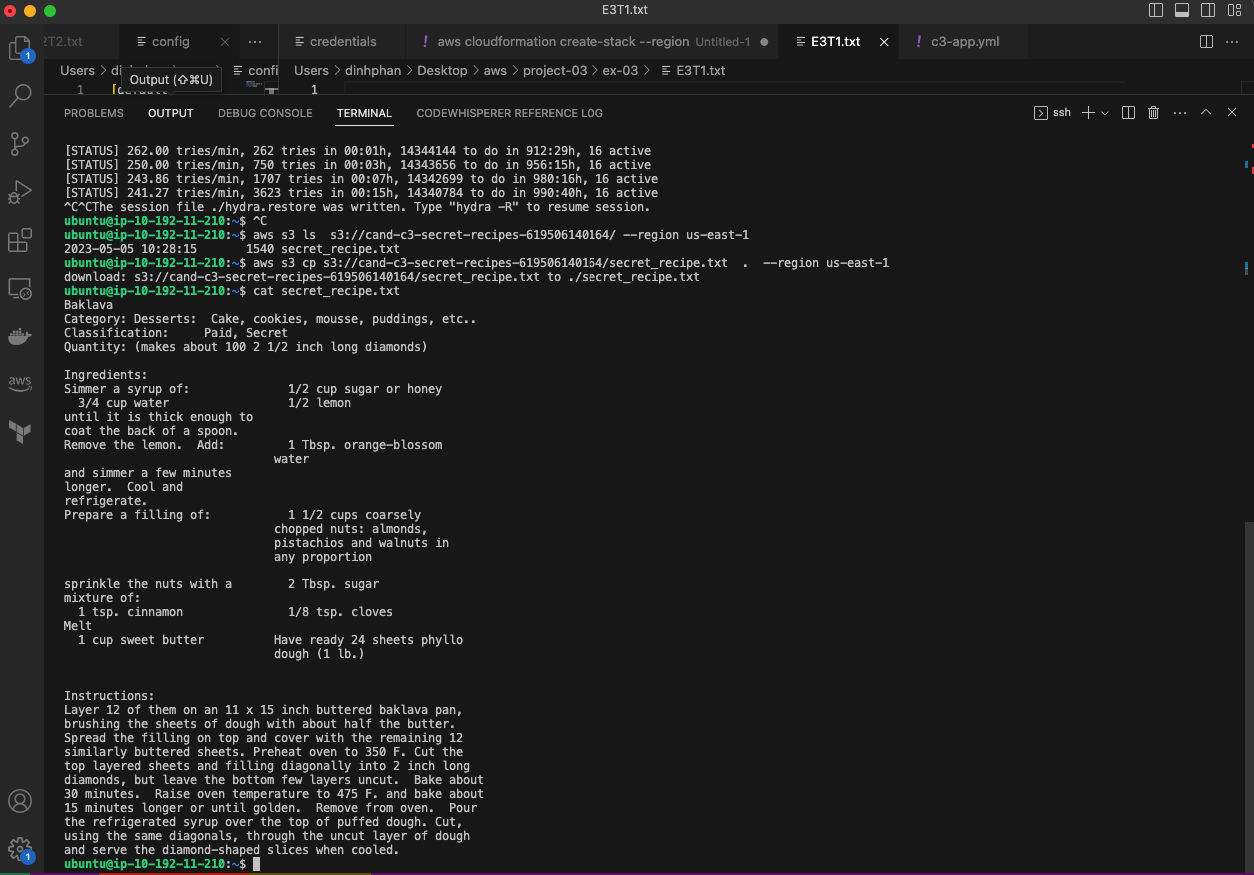 E3T1.txt
2T2.txt
config
credentials
! aws cloudformation create-stack --region Untitled-1
E3T1.txt
! c3-app.yml
Users > > confi
Users > dinhphan > Desktop > aws > project-03 > ex-03 > E3T1.txt
Output (⇧⌘U)
1
1
1
PROBLEMS OUTPUT DEBUG CONSOLE TERMINAL CODEWHISPERER REFERENCE LOG
ssh
[STATUS] 262.00 tries/min, 262 tries in 00:01h, 14344144 to do in 912:29h, 16 active
[STATUS] 250.00 tries/min, 750 tries in 00:03h, 14343656 to do in 956:15h, 16 active
[STATUS] 243.86 tries/min, 1707 tries in 00:07h, 14342699 to do in 980:16h, 16 active
[STATUS] 241.27 tries/min, 3623 tries in 00:15h, 14340784 to do in 990:40h, 16 active
^C^CThe session file ./hydra.restore was written. Type "hydra -R" to resume session.
ubuntu@ip-10-192-11-210:~$ ^C
ubuntu@ip-10-192-11-210:~$ aws s3 ls  s3://cand-c3-secret-recipes-619506140164/ --region us-east-1
2023-05-05 10:28:15       1540 secret_recipe.txt
ubuntu@ip-10-192-11-210:~$ aws s3 cp s3://cand-c3-secret-recipes-619506140164/secret_recipe.txt  .  --region us-east-1
download: s3://cand-c3-secret-recipes-619506140164/secret_recipe.txt to ./secret_recipe.txt
ubuntu@ip-10-192-11-210:~$ cat secret_recipe.txt
Baklava
Category: Desserts:  Cake, cookies, mousse, puddings, etc..
Classification:     Paid, Secret
Quantity: (makes about 100 2 1/2 inch long diamonds)
Ingredients:
Simmer a syrup of:              1/2 cup sugar or honey
3/4 cup water                 1/2 lemon
until it is thick enough to
coat the back of a spoon.
Remove the lemon.  Add:         1 Tbsp. orange-blossom
water
and simmer a few minutes
longer.  Cool and
refrigerate.
Prepare a filling of:           1 1/2 cups coarsely
chopped nuts: almonds,
pistachios and walnuts in
any proportion
sprinkle the nuts with a        2 Tbsp. sugar
mixture of:
1 tsp. cinnamon               1/8 tsp. cloves
Melt
1 cup sweet butter          Have ready 24 sheets phyllo
dough (1 lb.)
Instructions:
Layer 12 of them on an 11 x 15 inch buttered baklava pan,
brushing the sheets of dough with about half the butter.
Spread the filling on top and cover with the remaining 12
similarly buttered sheets. Preheat oven to 350 F. Cut the
top layered sheets and filling diagonally into 2 inch long
diamonds, but leave the bottom few layers uncut.  Bake about
30 minutes.  Raise oven temperature to 475 F. and bake about
15 minutes longer or until golden.  Remove from oven.  Pour
the refrigerated syrup over the top of puffed dough. Cut,
using the same diagonals, through the uncut layer of dough
and serve the diamond-shaped slices when cooled.
ubuntu@ip-10-192-11-210:~$
aws
1